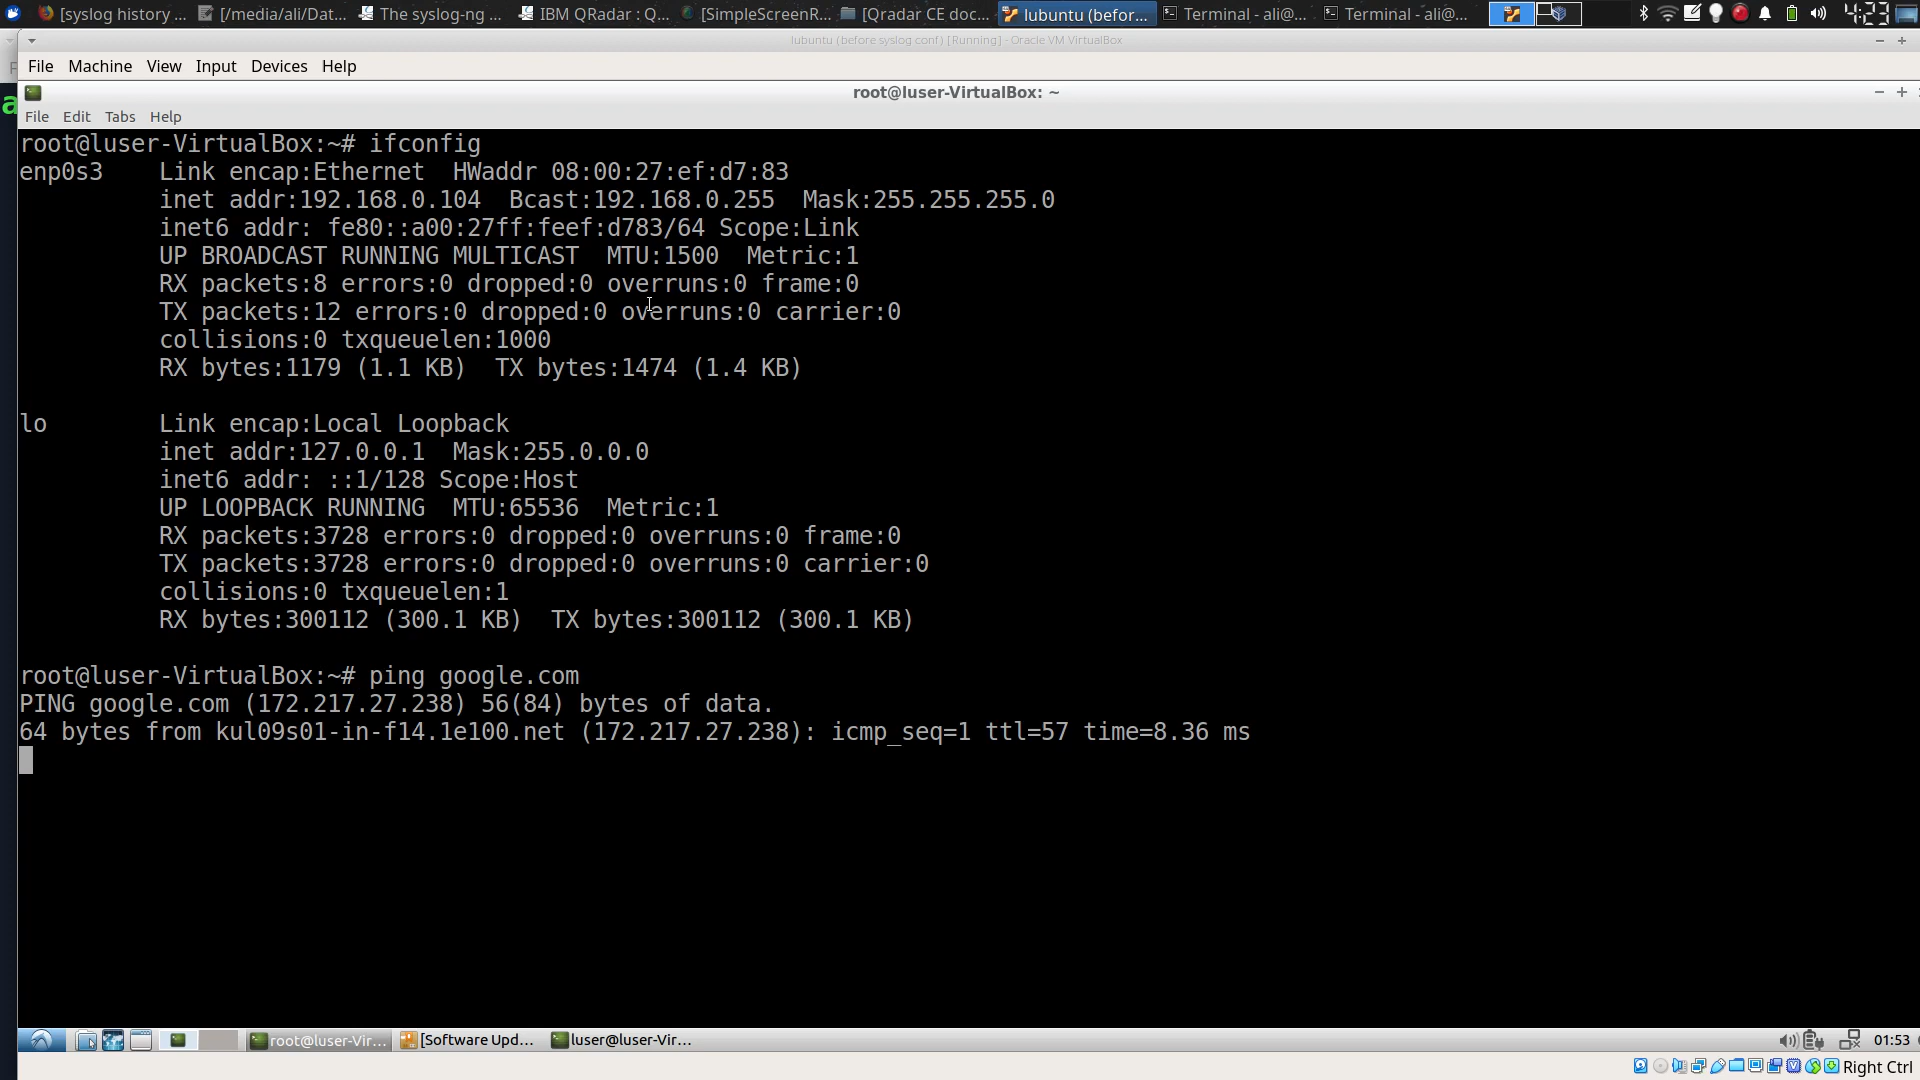 [syslog history ...
[/media/ali/Dat...
The syslog-ng ...
IBM QRadar : Q...
[SimpleScreenR...
[Qradar CE doc...
lubuntu (befor...
Terminal - ali@...
Terminal - ali@...
4:23
lubuntu (before syslog conf) [Running] - Oracle VM VirtualBox
File Machine View Input Devices Help
root@luser-VirtualBox: ~
File Edit Tabs Help
root@luser-VirtualBox:~# ifconfig
enp0s3 Link encap:Ethernet HWaddr 08:00:27:ef:d7:83
inet addr:192.168.0.104 Bcast:192.168.0.255 Mask:255.255.255.0
inet6 addr: fe80::a00:27ff:feef:d783/64 Scope:Link
UP BROADCAST RUNNING MULTICAST MTU:1500 Metric:1
RX packets:8 errors:0 dropped:0 overruns:0 frame:0
TX packets:12 errors:0 dropped:0 overruns:0 carrier:0
collisions:0 txqueuelen:1000
RX bytes:1179 (1.1 KB) TX bytes:1474 (1.4 KB)
lo Link encap:Local Loopback
inet addr:127.0.0.1 Mask:255.0.0.0
inet6 addr: ::1/128 Scope:Host
UP LOOPBACK RUNNING MTU:65536 Metric:1
RX packets:3728 errors:0 dropped:0 overruns:0 frame:0
TX packets:3728 errors:0 dropped:0 overruns:0 carrier:0
collisions:0 txqueuelen:1
RX bytes:300112 (300.1 KB) TX bytes:300112 (300.1 KB)
root@luser-VirtualBox:~# ping google.com
PING google.com (172.217.27.238) 56(84) bytes of data.
64 bytes from kul09s01-in-f14.1e100.net (172.217.27.238): icmp_seq=1 ttl=57 time=8.36 ms
root@luser-Vir...
[Software Upd...
luser@luser-Vir...
01:53
Right Ctrl